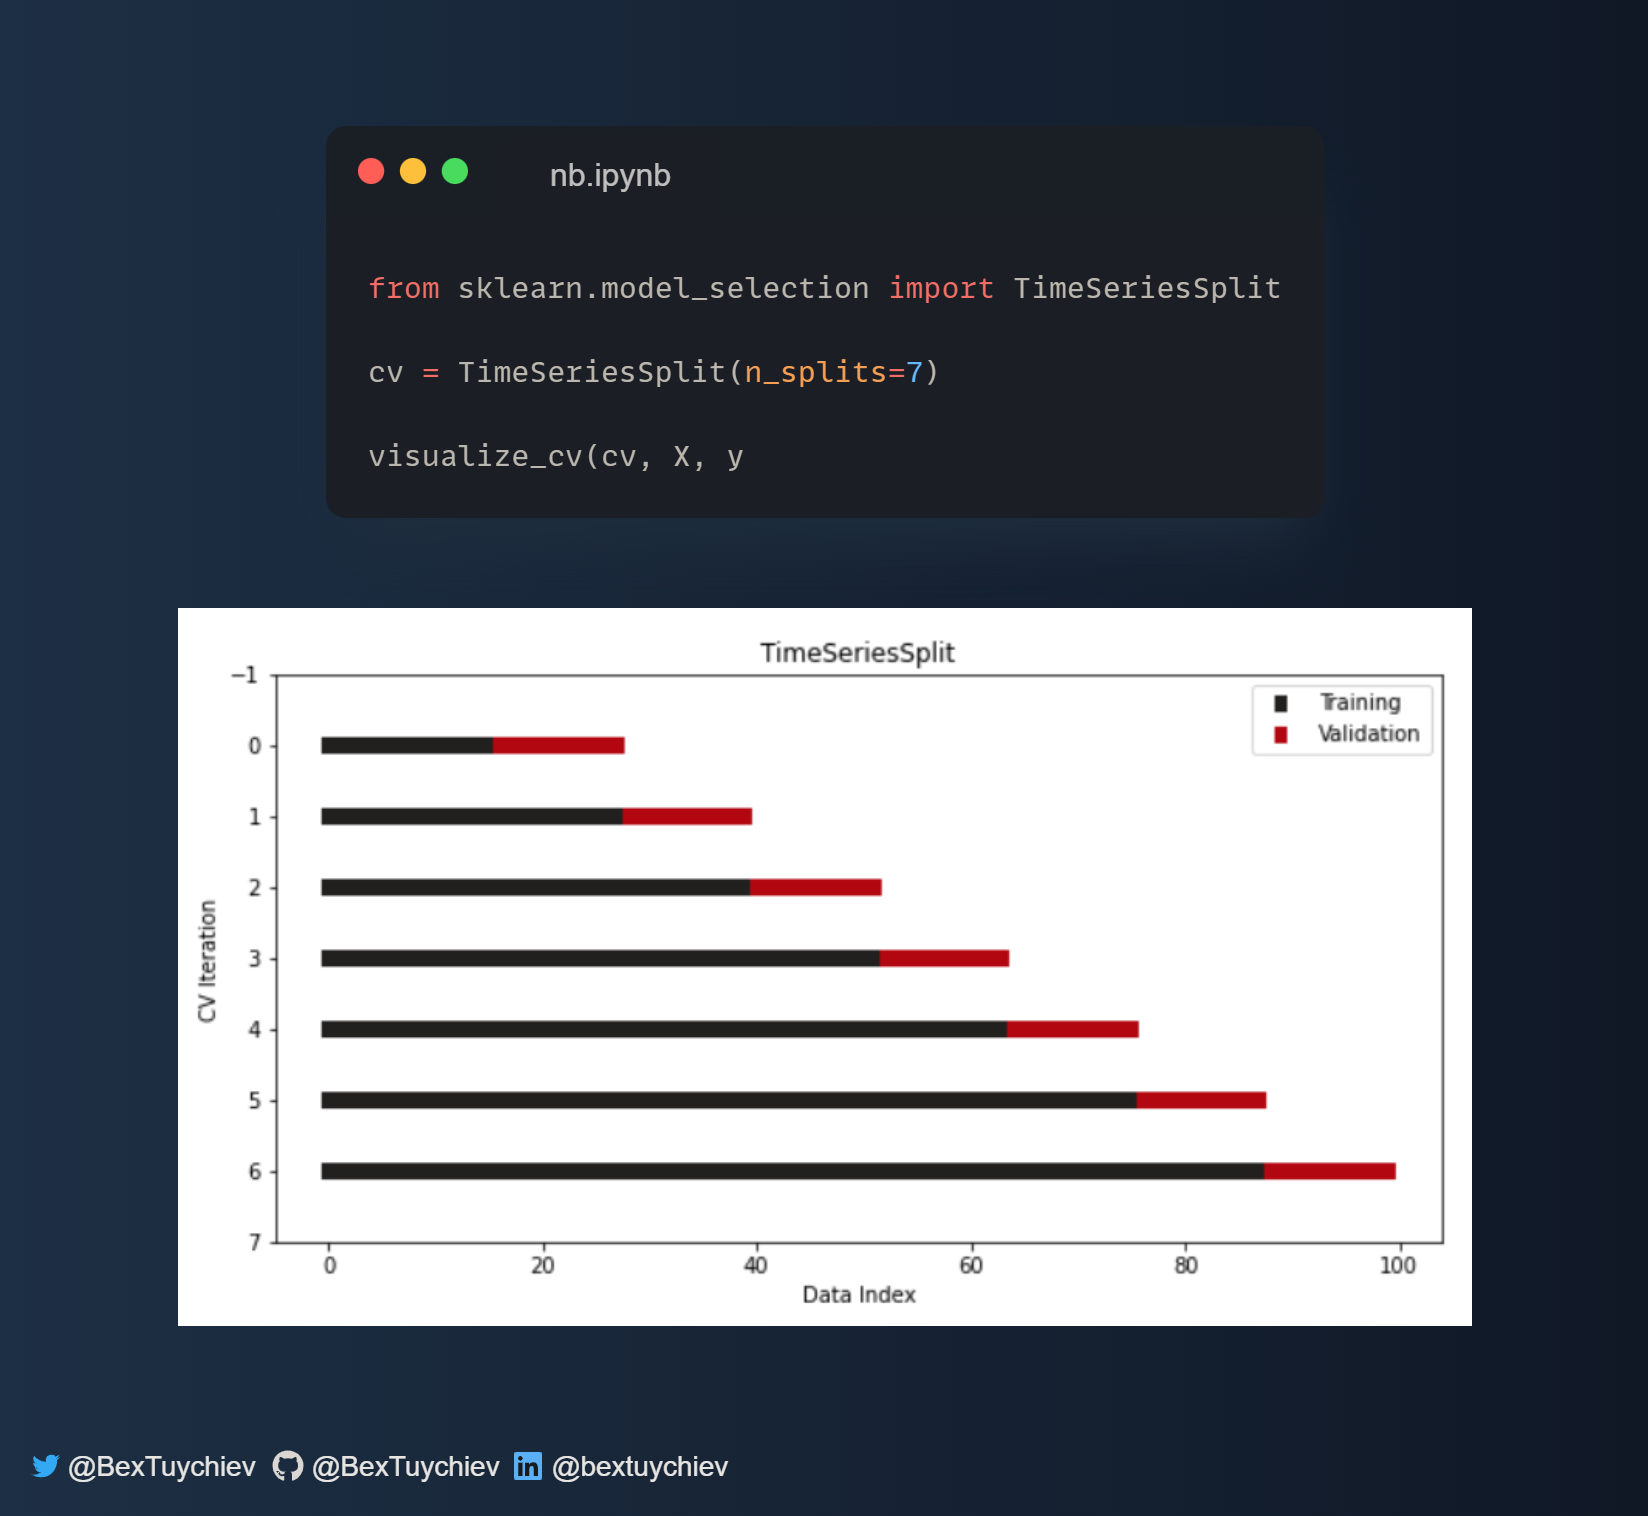 nb.ipynb
from sklearn.model_selection import TimeSeriesSplit
cv = TimeSeriesSplit(n_splits=7)
visualize_cv(cv, X, y
TimeSeriesSplit
−1
0
1
2
3
4
5
6
7
CV Iteration
Training
Validation
0 20 40 60 80 100
Data Index
@BexTuychiev @BexTuychiev in @bextuychiev